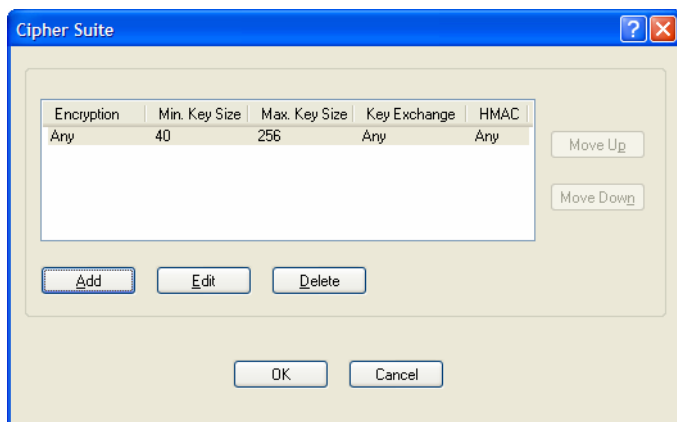 Cipher Suite
Encryption Min. Key Size Max. Key Size Key Exchange HMAC
Any 40 256 Any Any
Move Up
Move Down
Add Edit Delete
OK Cancel